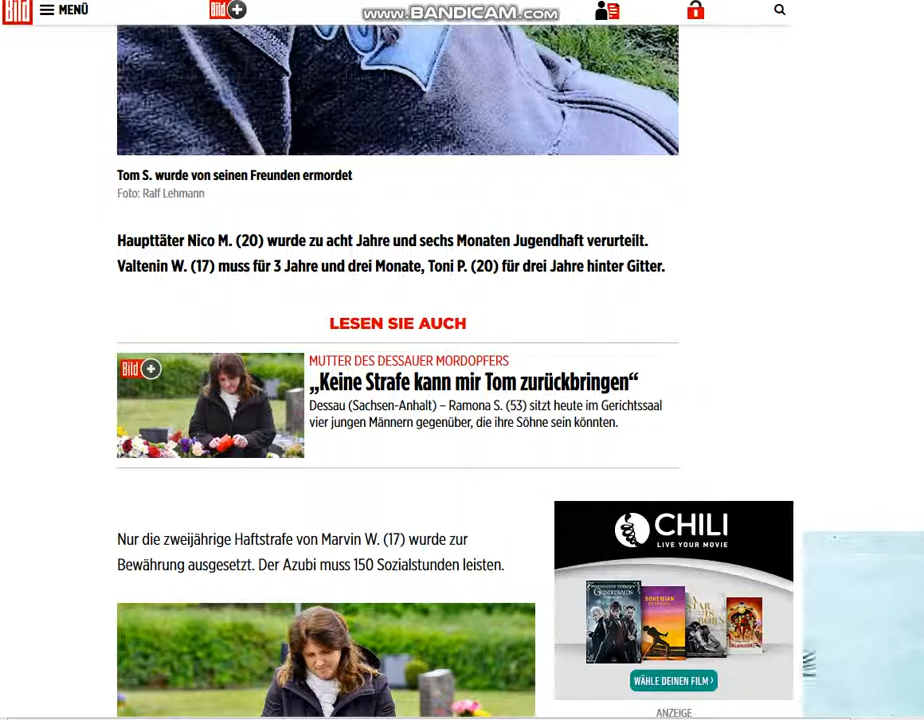 Bild
MENÜ
Bild +
www.BANDICAM.com
Tom S. wurde von seinen Freunden ermordet
Foto: Ralf Lehmann
Haupttäter Nico M. (20) wurde zu acht Jahre und sechs Monaten Jugendhaft verurteilt.
Valtenin W. (17) muss für 3 Jahre und drei Monate, Toni P. (20) für drei Jahre hinter Gitter.
LESEN SIE AUCH
Bild +
MUTTER DES DESSAUER MORDOPFERS
„Keine Strafe kann mir Tom zurückbringen“
Dessau (Sachsen-Anhalt) – Ramona S. (53) sitzt heute im Gerichtssaal
vier jungen Männern gegenüber, die ihre Söhne sein könnten.
Nur die zweijährige Haftstrafe von Marvin W. (17) wurde zur
Bewährung ausgesetzt. Der Azubi muss 150 Sozialstunden leisten.
CHILI
LIVE YOUR MOVIE
BOHEMIAN
A
STAR
IS
BORN
WÄHLE DEINEN FILM ›
ANZEIGE